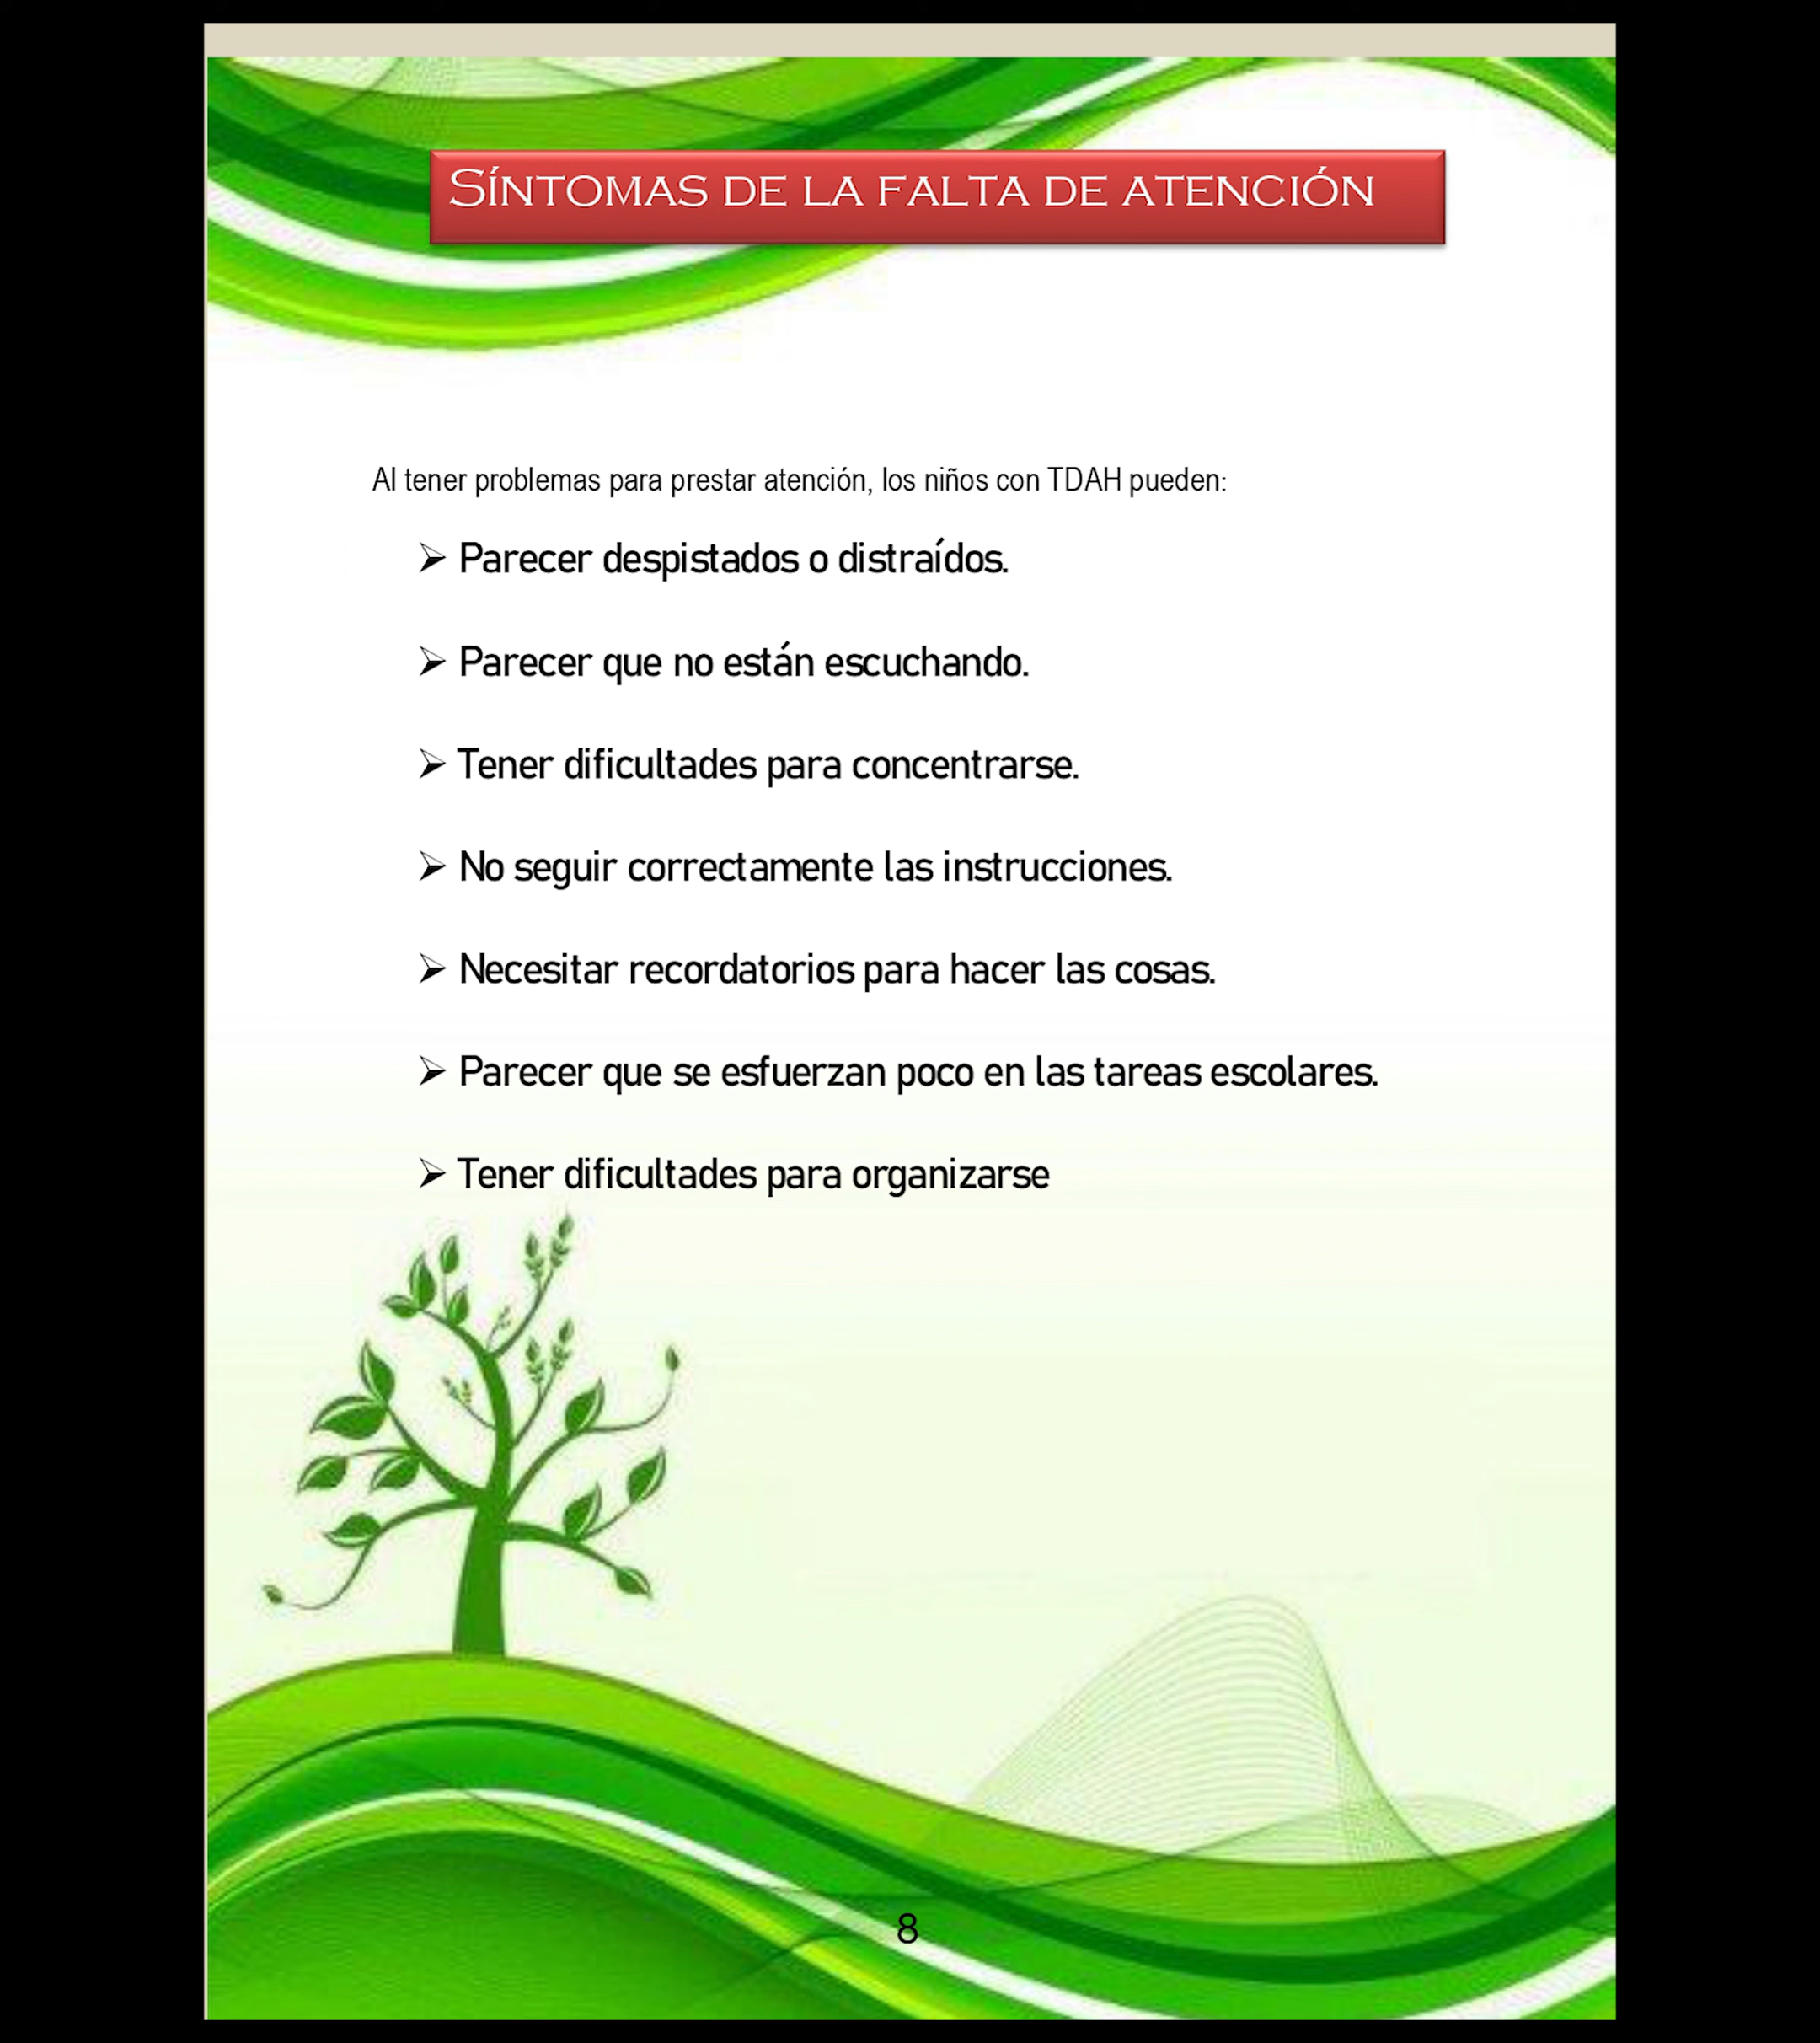 Síntomas de la falta de atención
Al tener problemas para prestar atención, los niños con TDAH pueden:
➢ Parecer despistados o distraídos.
➢ Parecer que no están escuchando.
➢ Tener dificultades para concentrarse.
➢ No seguir correctamente las instrucciones.
➢ Necesitar recordatorios para hacer las cosas.
➢ Parecer que se esfuerzan poco en las tareas escolares.
➢ Tener dificultades para organizarse
8